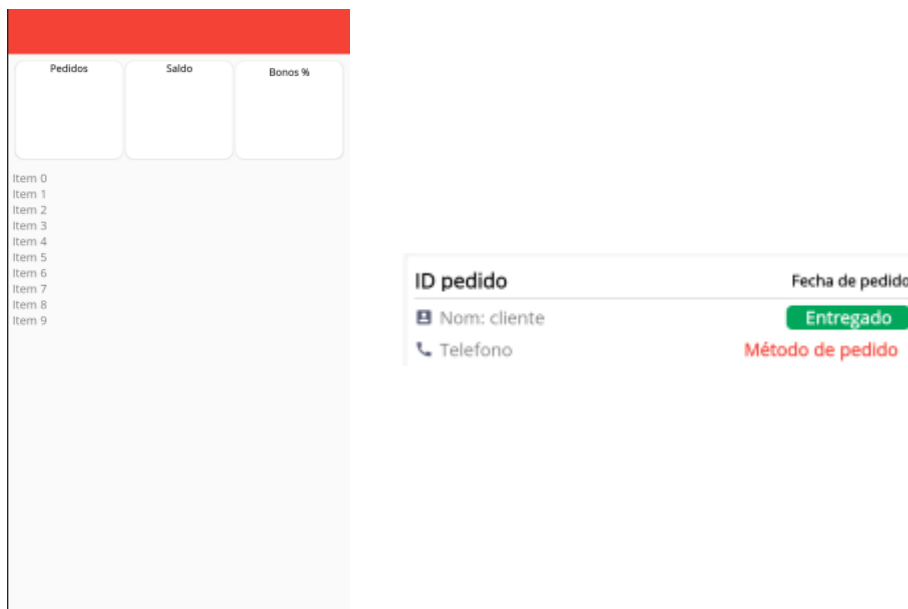 Pedidos Saldo Bonos %
Item 0
Item 1
Item 2
Item 3
Item 4
Item 5
Item 6
Item 7
Item 8
Item 9
ID pedido Fecha de pedido
Nom: cliente Entregado
Telefono Método de pedido